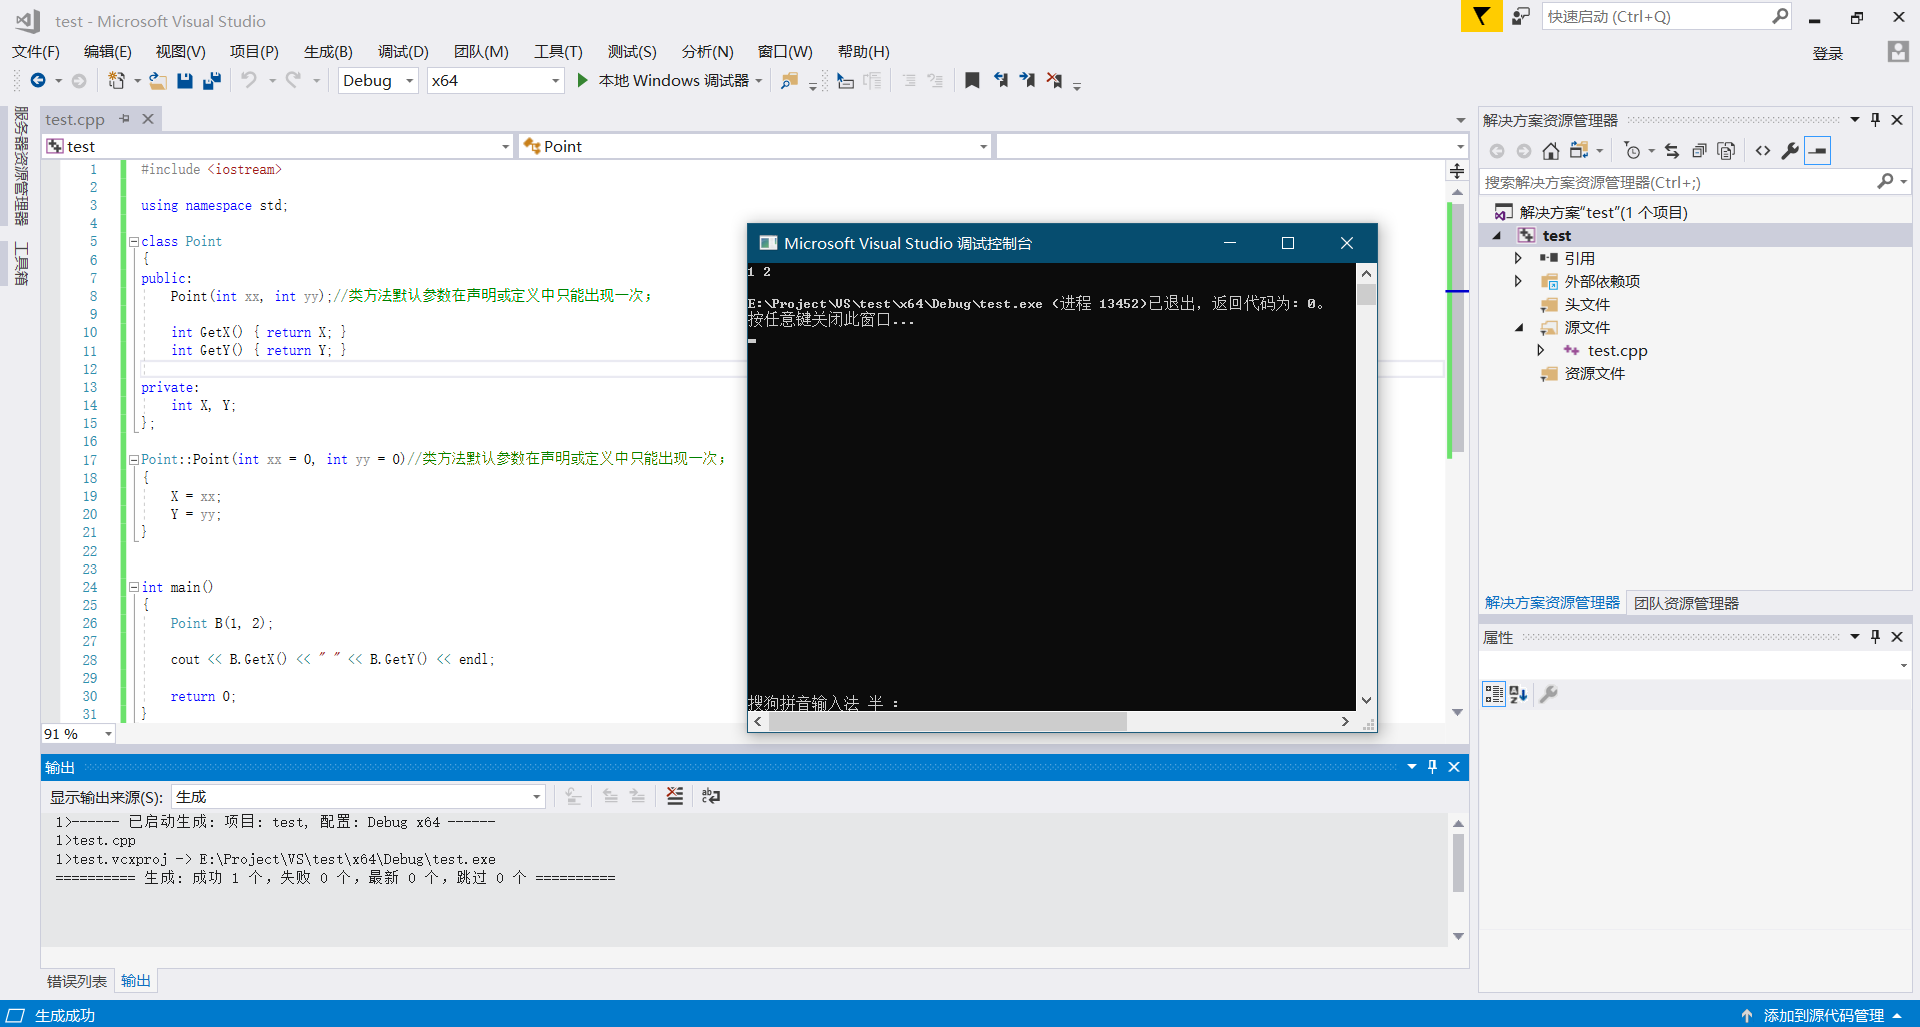 test - Microsoft Visual Studio
快速启动 (Ctrl+Q)
文件(F) 编辑(E) 视图(V) 项目(P) 生成(B) 调试(D) 团队(M) 工具(T) 测试(S) 分析(N) 窗口(W) 帮助(H)
登录
Debug x64 本地 Windows 调试器
服务器资源管理器
工具箱
test.cpp
test Point
1 #include <iostream>
2
3 using namespace std;
4
5 class Point
6 {
7 public:
8 Point(int xx, int yy);//类方法默认参数在声明或定义中只能出现一次;
9
10 int GetX() { return X; }
11 int GetY() { return Y; }
12
13 private:
14 int X, Y;
15 };
16
17 Point::Point(int xx = 0, int yy = 0)//类方法默认参数在声明或定义中只能出现一次;
18 {
19 X = xx;
20 Y = yy;
21 }
22
23
24 int main()
25 {
26 Point B(1, 2);
27
28 cout << B.GetX() << " " << B.GetY() << endl;
29
30 return 0;
31 }
91 %
Microsoft Visual Studio 调试控制台
1 2
E:\Project\VS\test\x64\Debug\test.exe (进程 13452)已退出，返回代码为: 0。
按任意键关闭此窗口...
搜狗拼音输入法 半 :
输出
显示输出来源(S): 生成
1>------ 已启动生成: 项目: test, 配置: Debug x64 ------
1>test.cpp
1>test.vcxproj -> E:\Project\VS\test\x64\Debug\test.exe
========== 生成: 成功 1 个，失败 0 个，最新 0 个，跳过 0 个 ==========
错误列表 输出
解决方案资源管理器
搜索解决方案资源管理器(Ctrl+;)
解决方案"test"(1 个项目)
test
引用
外部依赖项
头文件
源文件
test.cpp
资源文件
解决方案资源管理器 团队资源管理器
属性
生成成功
添加到源代码管理